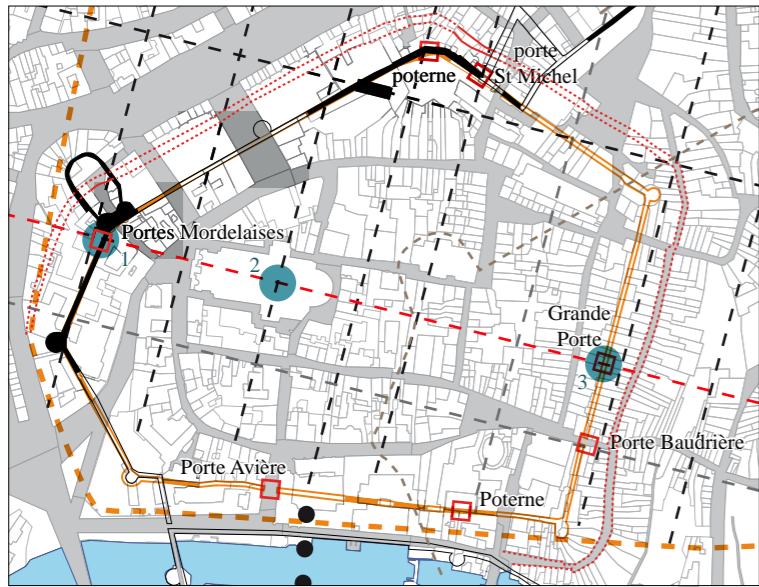 porte
poterne
St Michel
Portes Mordelaises
1
2
Grande
Porte
3
Porte Baudrière
Porte Avière
Poterne